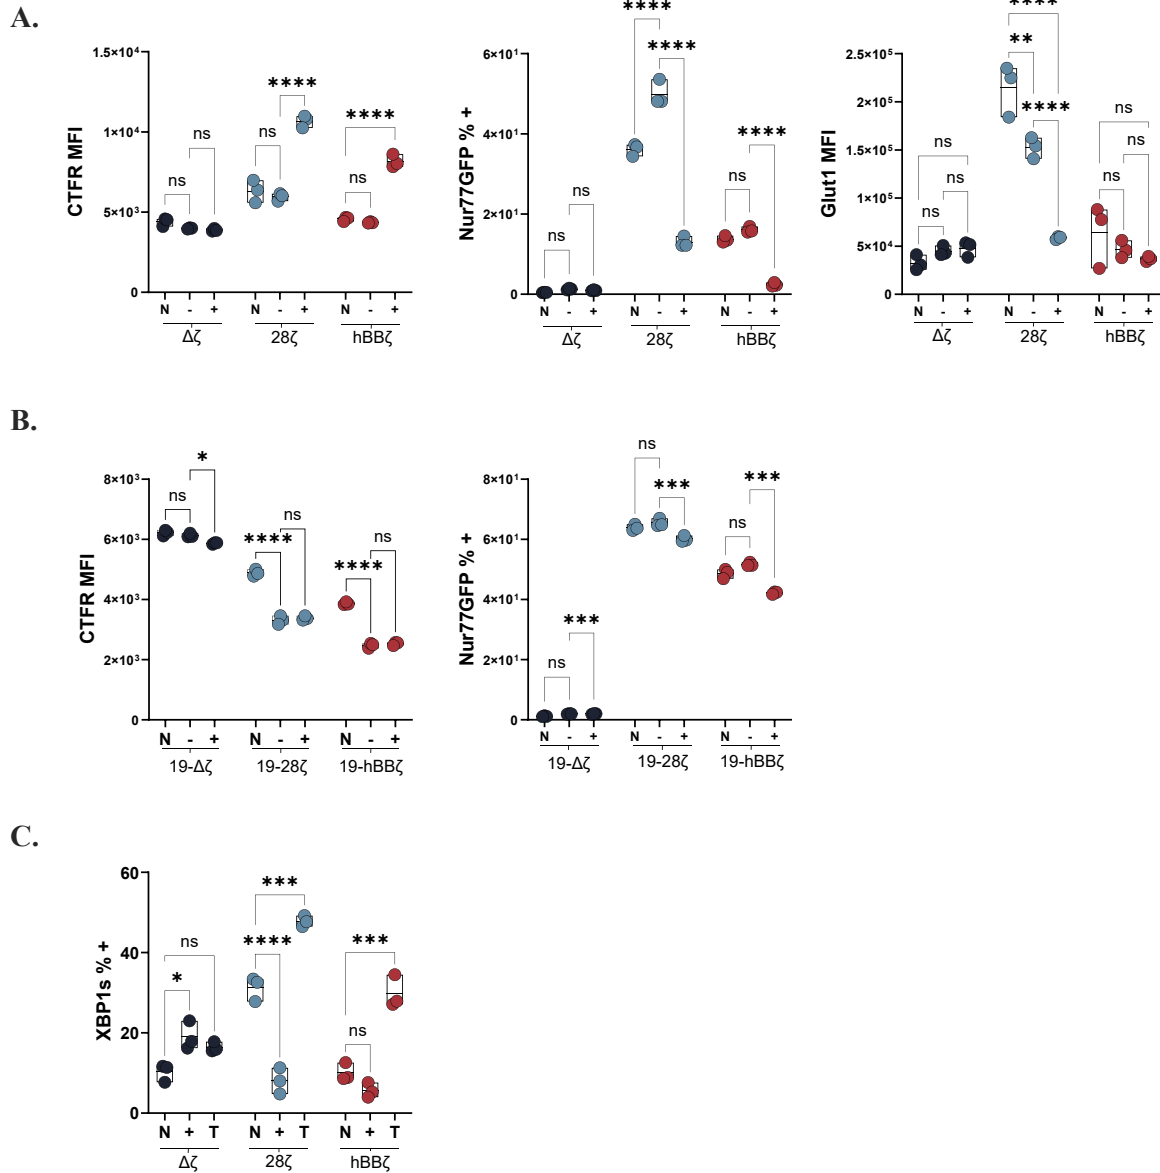 A.
CTFR MFI
1.5×10⁴
1×10⁴
5×10³
0
ns
ns
ns
****
ns
****
N - + N - + N - +
Δζ 28ζ hBBζ
Nur77GFP % +
6×10¹
4×10¹
2×10¹
0
ns
ns
****
****
ns
****
N - + N - + N - +
Δζ 28ζ hBBζ
Glut1 MFI
2.5×10⁵
2×10⁵
1.5×10⁵
1×10⁵
5×10⁴
0
ns
ns
ns
****
**
****
ns
ns
ns
N - + N - + N - +
Δζ 28ζ hBBζ
B.
CTFR MFI
8×10³
6×10³
4×10³
2×10³
0
*
ns
ns
****
ns
****
N - + N - + N - +
19-Δζ 19-28ζ 19-hBBζ
Nur77GFP % +
8×10¹
6×10¹
4×10¹
2×10¹
0
***
ns
ns
***
***
ns
N - + N - + N - +
19-Δζ 19-28ζ 19-hBBζ
C.
XBP1s % +
60
40
20
0
ns
*
***
****
***
ns
N + T N + T N + T
Δζ 28ζ hBBζ